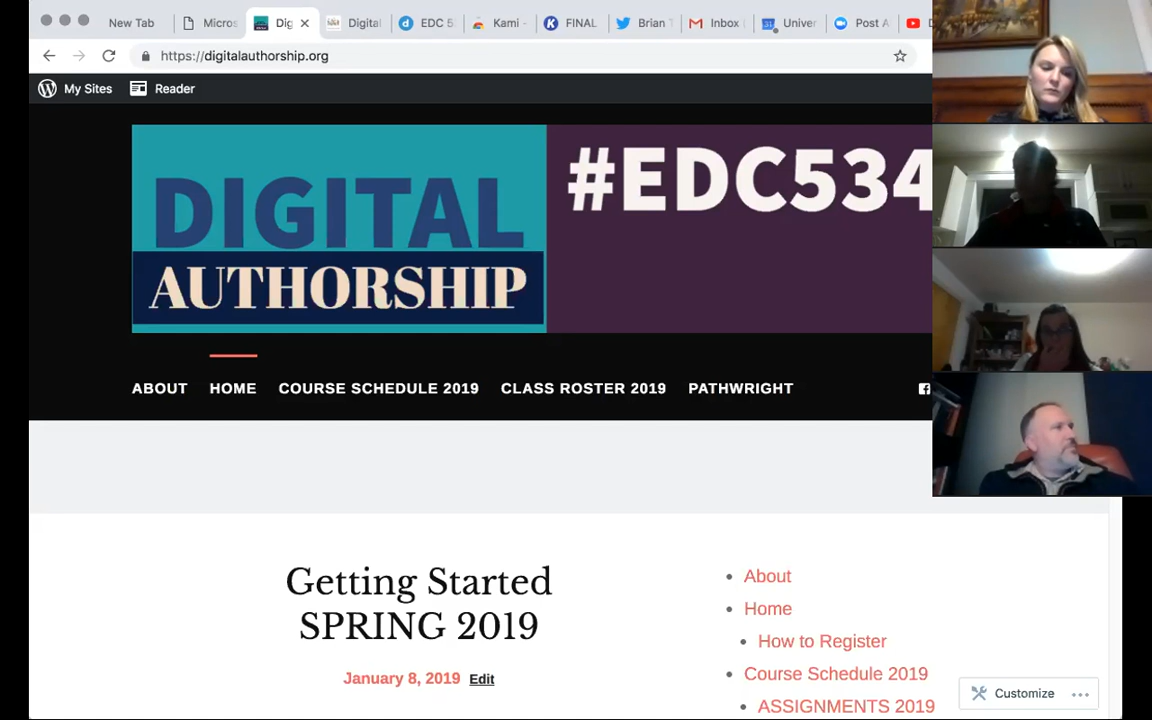 New Tab
Micros
Dig
Digital
EDC 5
Kami -
FINAL
Brian T
Inbox
Univer
Post A
https://digitalauthorship.org
My Sites
Reader
DIGITAL
AUTHORSHIP
#EDC534
ABOUT
HOME
COURSE SCHEDULE 2019
CLASS ROSTER 2019
PATHWRIGHT
Getting Started
SPRING 2019
January 8, 2019 Edit
About
Home
How to Register
Course Schedule 2019
ASSIGNMENTS 2019
Customize